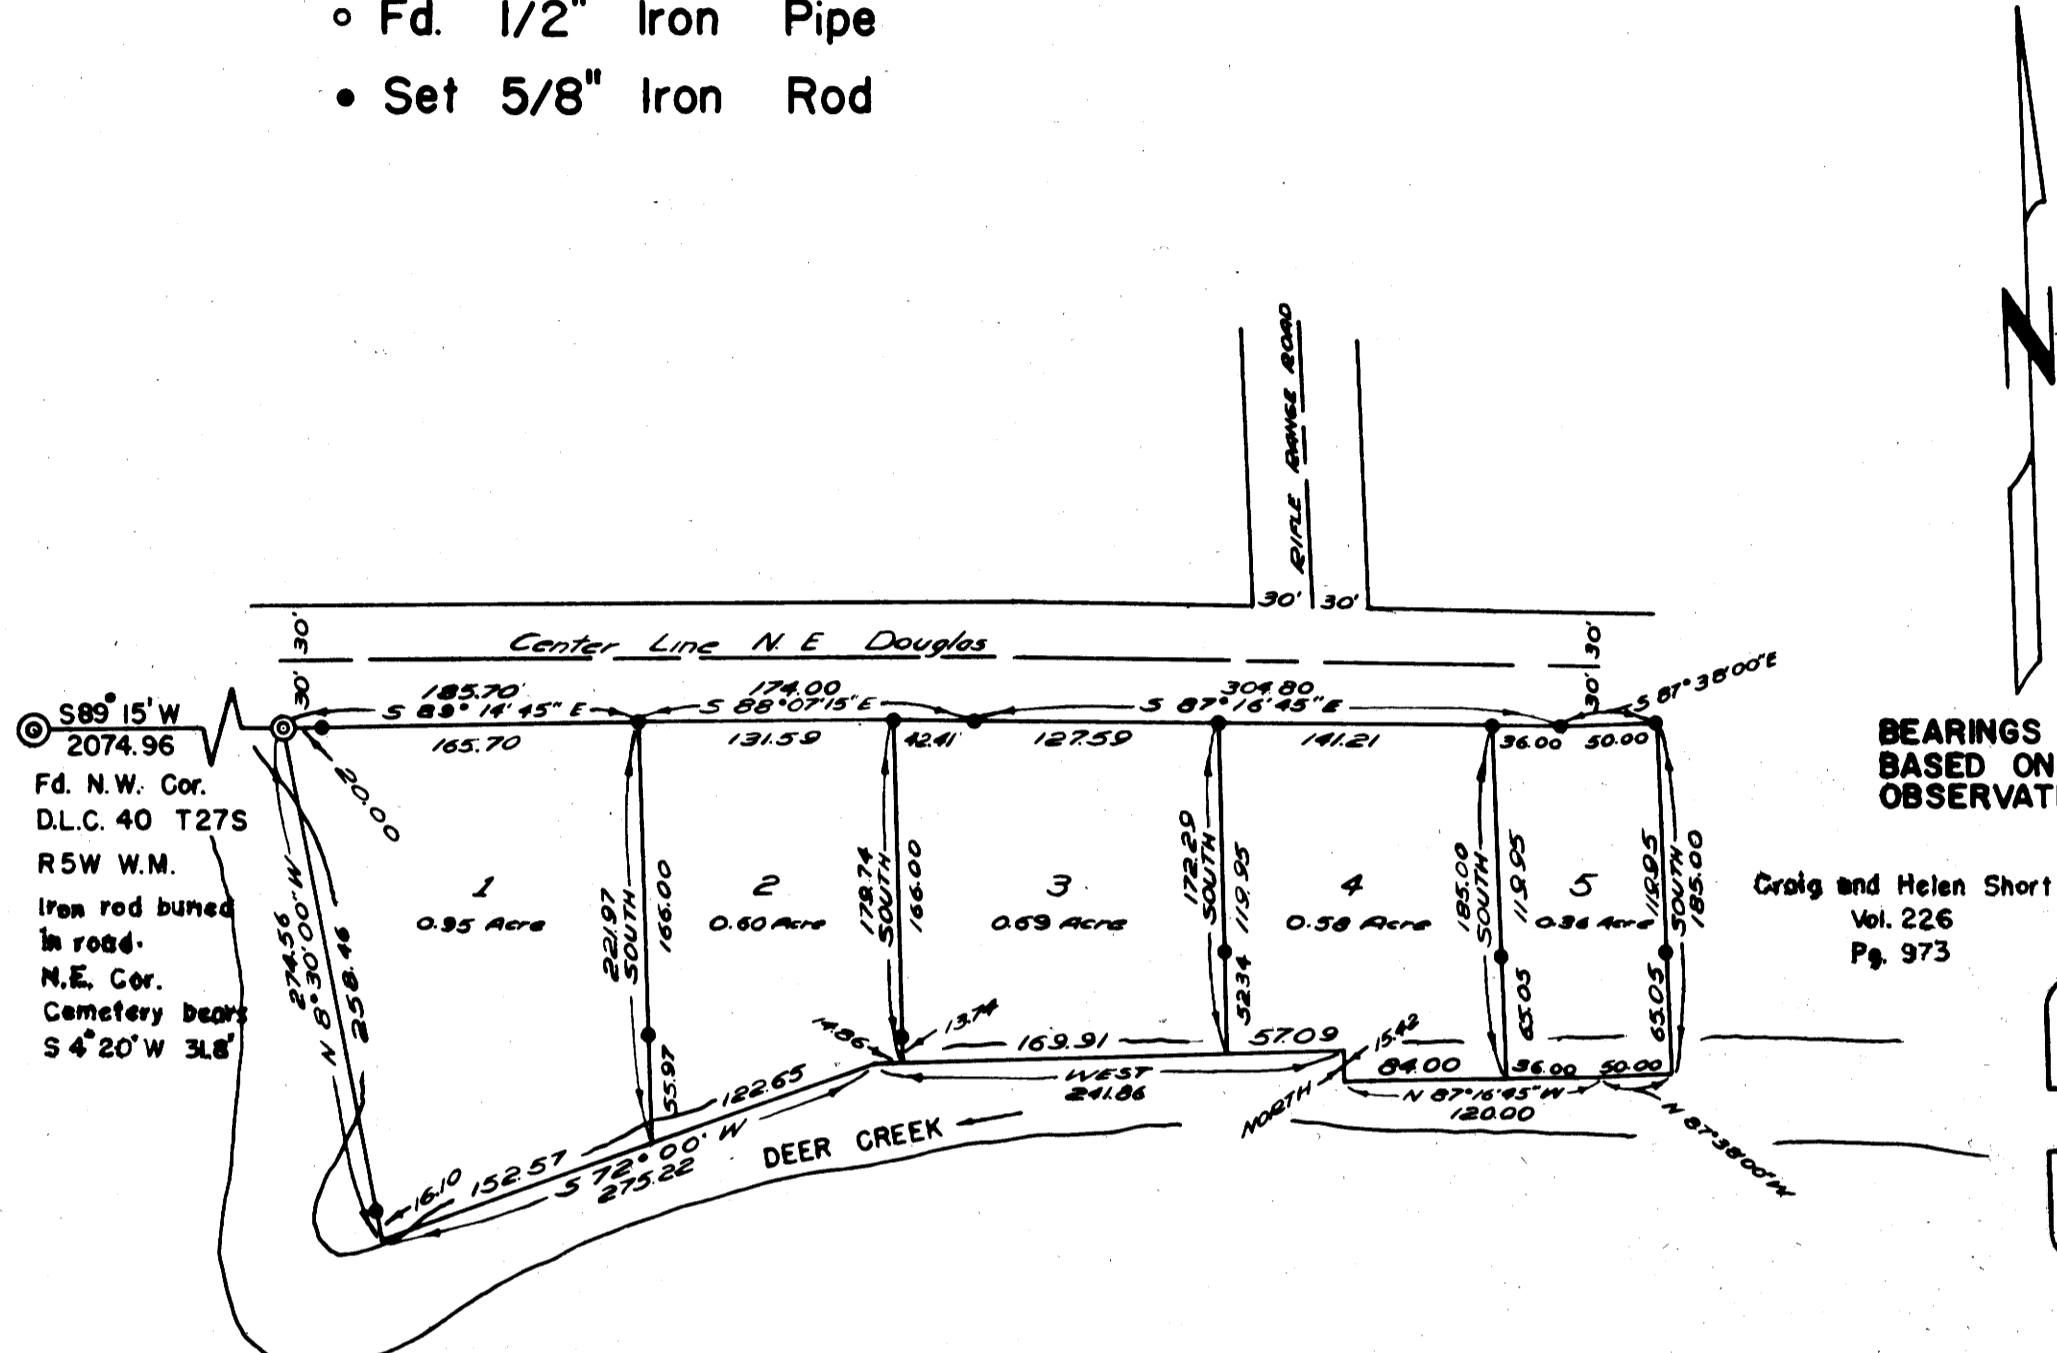 Fd. 1/2" Iron Pipe
Set 5/8" Iron Rod
N
RIFLE RANGE ROAD
30' 30'
30'
30'
Center Line N. E Douglas
30'
30'
S 87°38'00"E
185.70'
S 89° 14' 45" E
174.00
S 88°07'15"E
304.80
S 87°16'45"E
S89°15'W
2074.96
165.70
131.59
42.41'
127.59
141.21
36.00
50.00
20.00
Fd. N.W. Cor.
D.L.C. 40 T27S
R5W W.M.
Iron rod buried
in road.
N.E. Cor.
Cemetery bears
S 4°20' W 31.8'
BEARINGS
BASED ON
OBSERVATI
Craig and Helen Short
Vol. 226
Pg. 973
274.56
N 8°30'00"W
258.46
1
0.95 Acre
221.97
SOUTH
166.00
55.97
2
0.60 Acre
179.74
SOUTH
166.00
13.74
14.86
3
0.69 Acre
172.29
SOUTH
119.95
52.34
4
0.58 Acre
185.00
SOUTH
119.95
65.05
5
0.36 Acre
119.95
SOUTH
185.00
65.05
169.91
57.09
15.42
WEST
241.86
NORTH
84.00
36.00
50.00
N 87°16'45"W
120.00
N 87°38'00"W
122.65
152.57
16.10
S 72°00' W
275.22
DEER CREEK